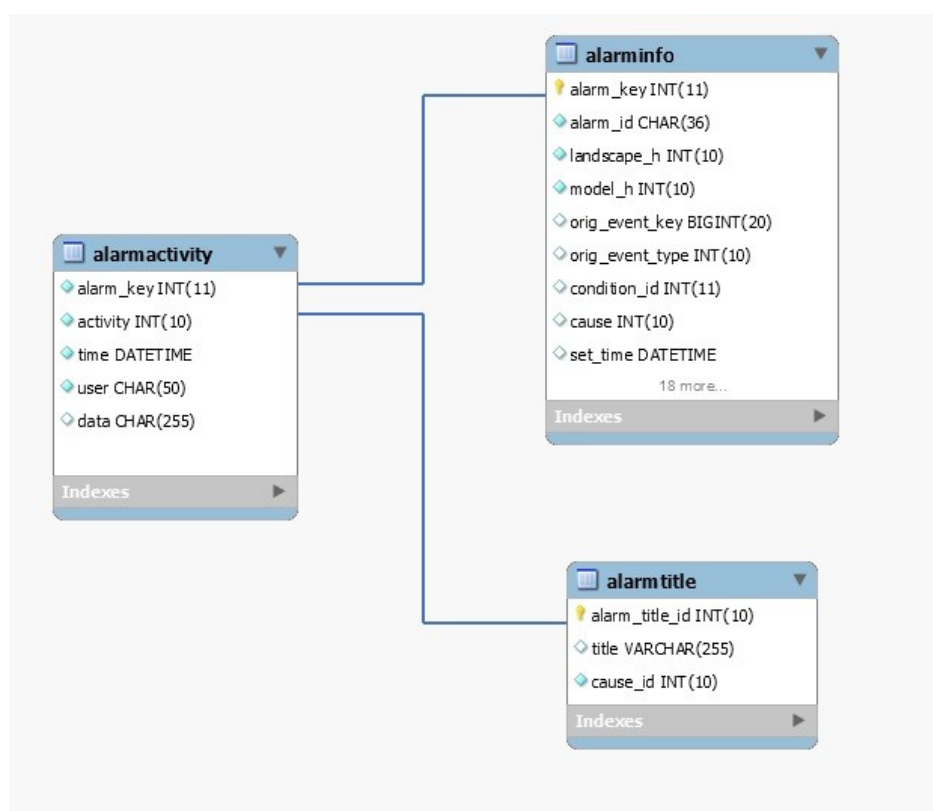 alarminfo
alarm_key INT(11)
alarm_id CHAR(36)
landscape_h INT(10)
model_h INT(10)
orig_event_key BIGINT(20)
orig_event_type INT(10)
condition_id INT(11)
cause INT(10)
set_time DATETIME
18 more...
Indexes
alarmactivity
alarm_key INT(11)
activity INT(10)
time DATETIME
user CHAR(50)
data CHAR(255)
Indexes
alarmtitle
alarm_title_id INT(10)
title VARCHAR(255)
cause_id INT(10)
Indexes